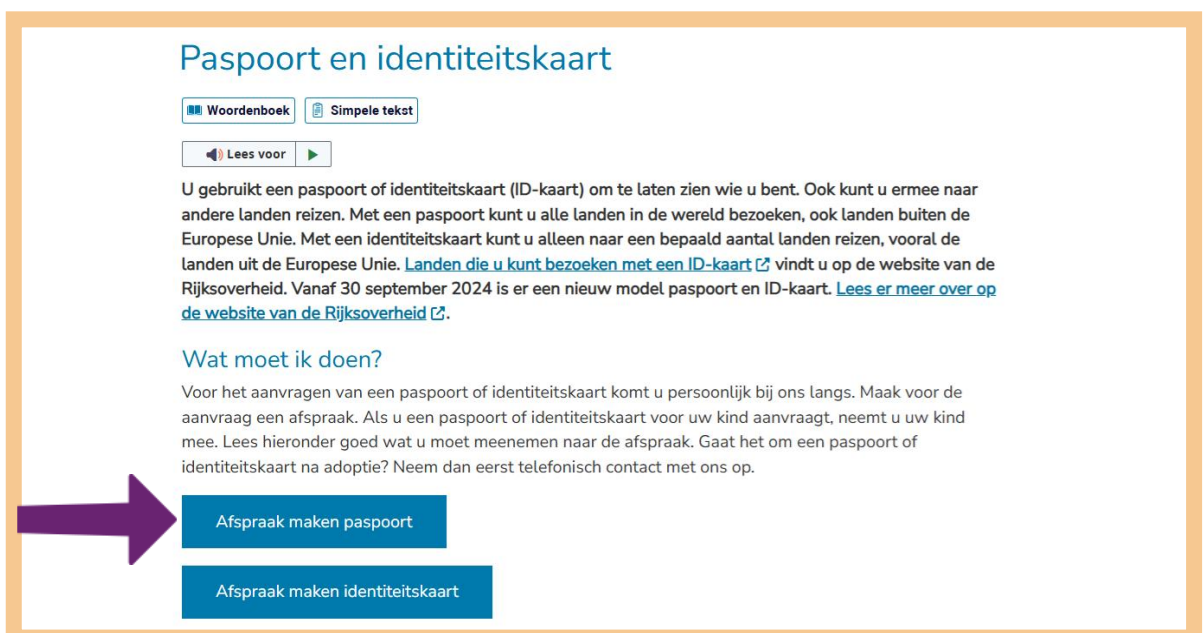 Paspoort en identiteitskaart
Woordenboek Simpele tekst
Lees voor
U gebruikt een paspoort of identiteitskaart (ID-kaart) om te laten zien wie u bent. Ook kunt u ermee naar
andere landen reizen. Met een paspoort kunt u alle landen in de wereld bezoeken, ook landen buiten de
Europese Unie. Met een identiteitskaart kunt u alleen naar een bepaald aantal landen reizen, vooral de
landen uit de Europese Unie. Landen die u kunt bezoeken met een ID-kaart vindt u op de website van de
Rijksoverheid. Vanaf 30 september 2024 is er een nieuw model paspoort en ID-kaart. Lees er meer over op
de website van de Rijksoverheid .
Wat moet ik doen?
Voor het aanvragen van een paspoort of identiteitskaart komt u persoonlijk bij ons langs. Maak voor de
aanvraag een afspraak. Als u een paspoort of identiteitskaart voor uw kind aanvraagt, neemt u uw kind
mee. Lees hieronder goed wat u moet meenemen naar de afspraak. Gaat het om een paspoort of
identiteitskaart na adoptie? Neem dan eerst telefonisch contact met ons op.
Afspraak maken paspoort
Afspraak maken identiteitskaart